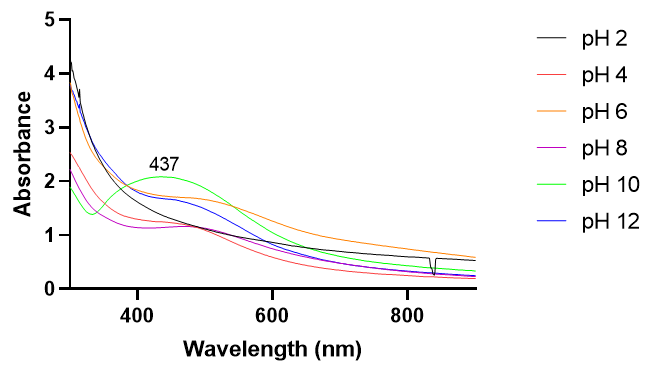 5
4
3
2
1
0
Absorbance
437
400
600
800
Wavelength (nm)
pH 2
pH 4
pH 6
pH 8
pH 10
pH 12